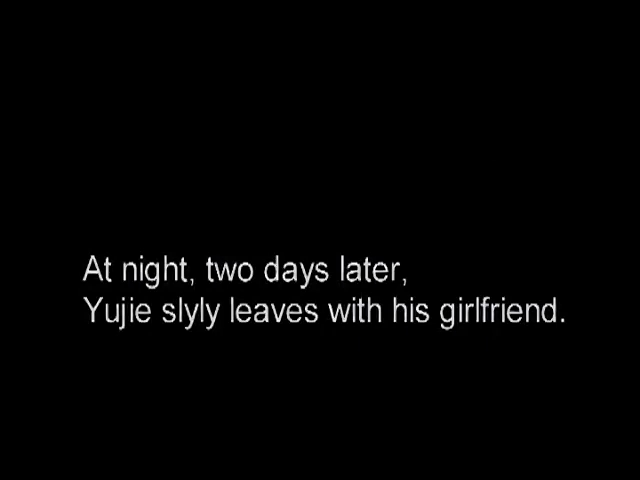 At night, two days later,
Yujie slyly leaves with his girlfriend.